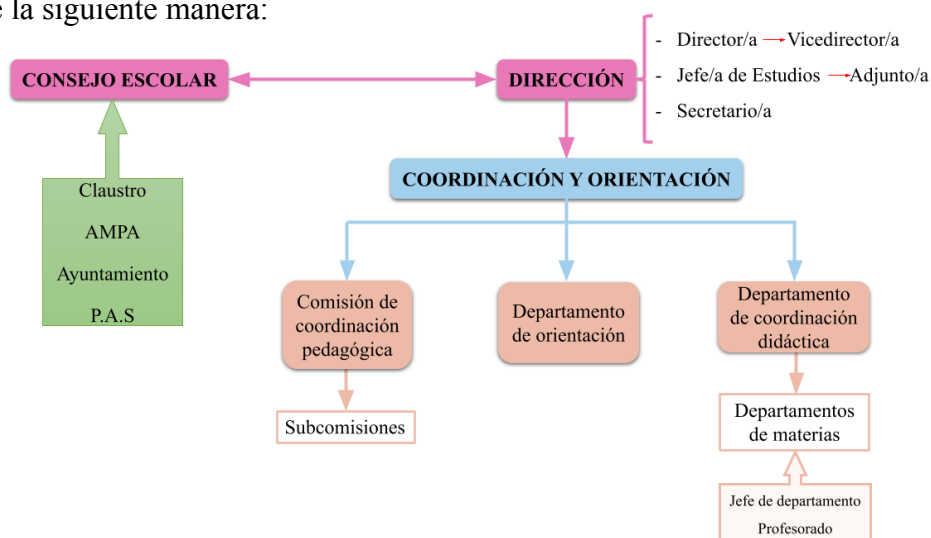 e la siguiente manera:
- Director/a → Vicedirector/a
CONSEJO ESCOLAR
DIRECCIÓN
- Jefe/a de Estudios → Adjunto/a
- Secretario/a
COORDINACIÓN Y ORIENTACIÓN
Claustro
AMPA
Ayuntamiento
P.A.S
Comisión de
coordinación
pedagógica
Departamento
de orientación
Departamento
de coordinación
didáctica
Subcomisiones
Departamentos
de materias
Jefe de departamento
Profesorado